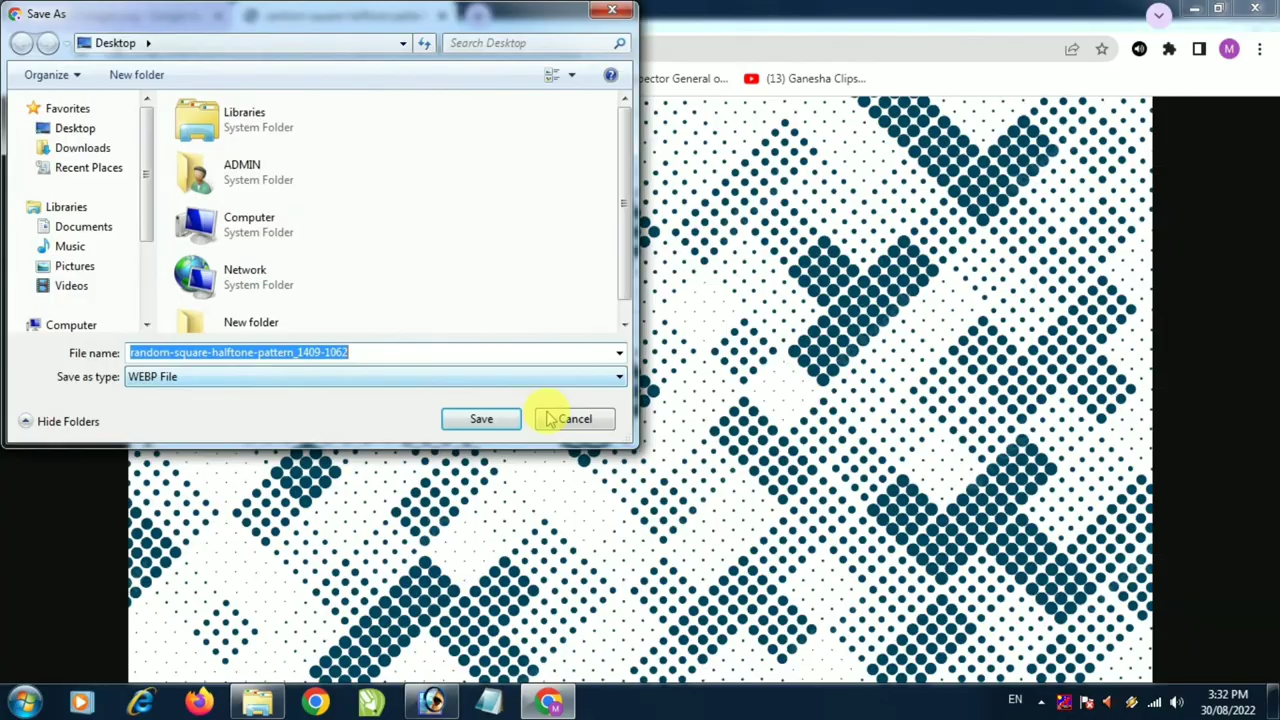 Save As
Desktop
Search Desktop
M
Organize
New folder
pector General o...
(13) Ganesha Clips...
Favorites
Desktop
Downloads
Recent Places
Libraries
Documents
Music
Pictures
Videos
Computer
Libraries
System Folder
ADMIN
System Folder
Computer
System Folder
Network
System Folder
New folder
File name: random-square-halftone-pattern_1409-1062
Save as type: WEBP File
Hide Folders
Save
Cancel
EN
3:32 PM
30/08/2022